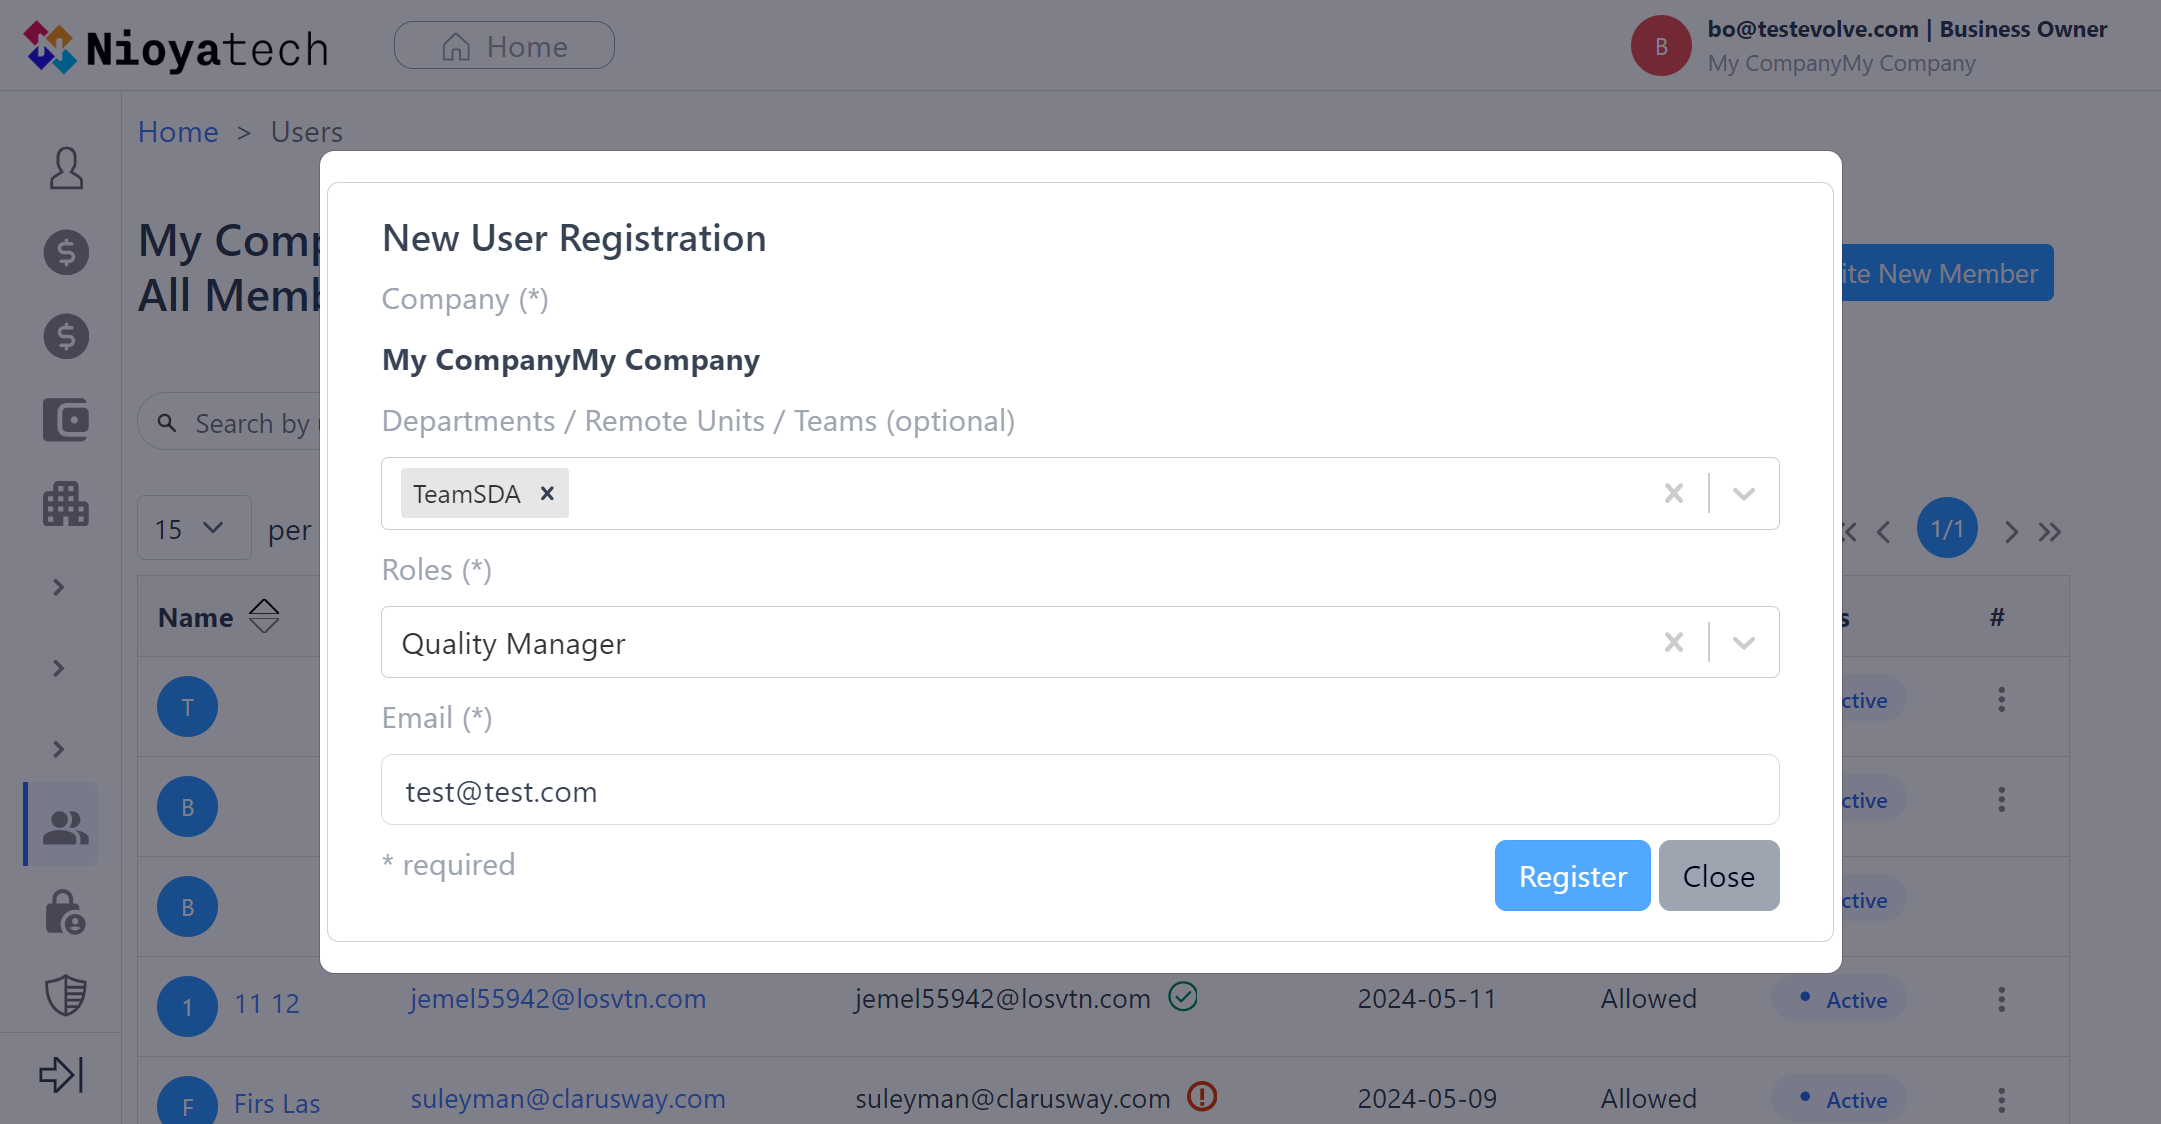 Nioyatech
Home
B
bo@testevolve.com | Business Owner
My CompanyMy Company
Home > Users
My Comp
All Memb
ite New Member
Search by
15
per
1/1
Name
#
New User Registration
Company (*)
My CompanyMy Company
Departments / Remote Units / Teams (optional)
TeamSDA
Roles (*)
Quality Manager
Email (*)
test@test.com
* required
Register
Close
T
ctive
B
ctive
B
ctive
1 11 12 jemel55942@losvtn.com jemel55942@losvtn.com 2024-05-11 Allowed Active
F Firs Las suleyman@clarusway.com suleyman@clarusway.com 2024-05-09 Allowed Active